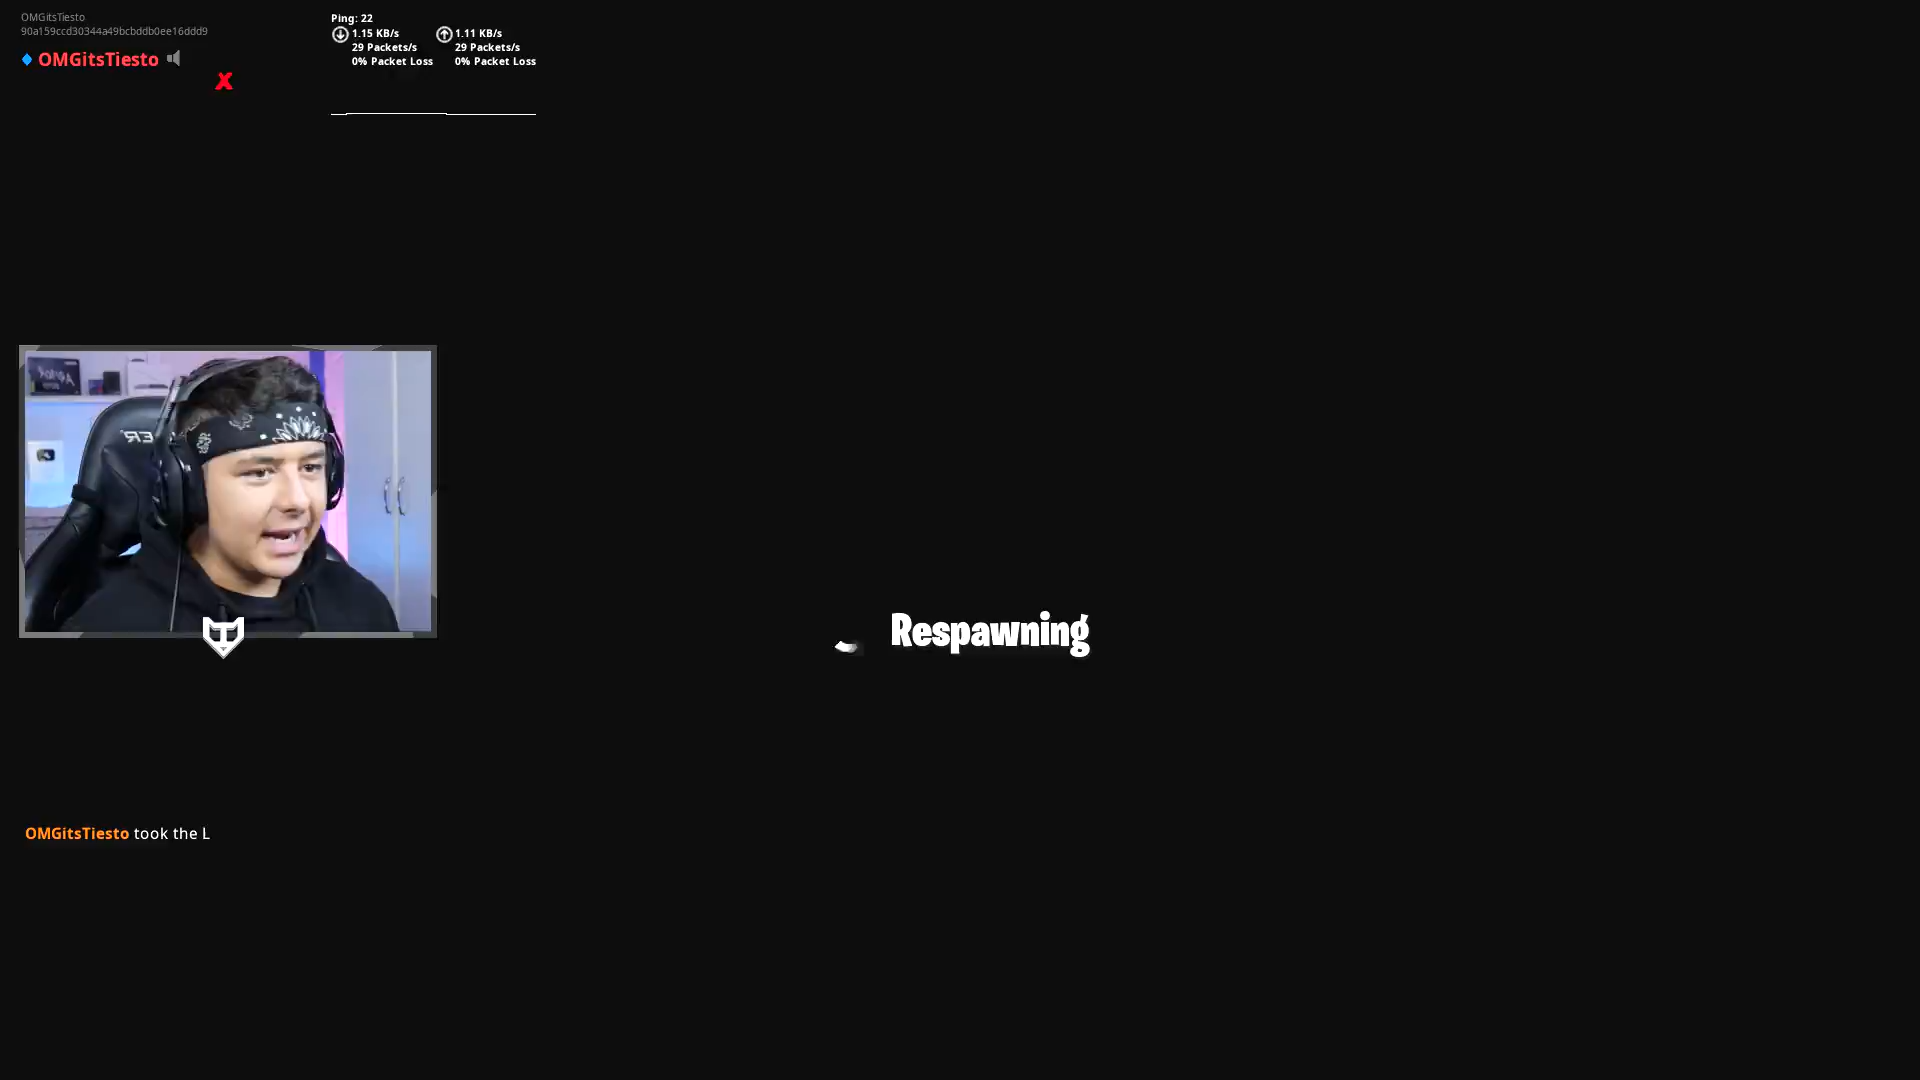 OMGitsTiesto
90a159ccd30344a49bcbddb0ee16ddd9
OMGitsTiesto
X
Ping: 22
1.15 KB/s 1.11 KB/s
29 Packets/s 29 Packets/s
0% Packet Loss 0% Packet Loss
Respawning
OMGitsTiesto took the L